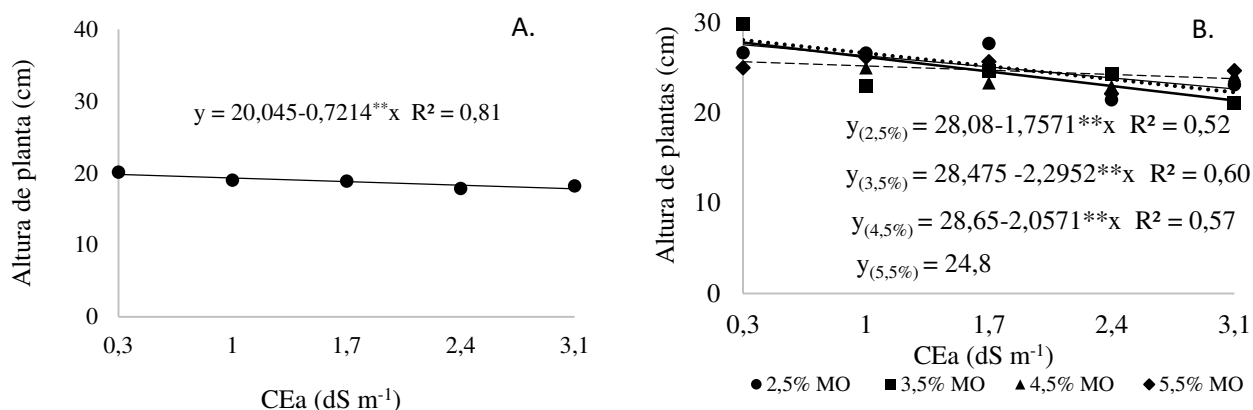 A.
Altura de planta (cm)
40
30
20
10
0
y = 20,045-0,7214**x R² = 0,81
0,3 1 1,7 2,4 3,1
CEa (dS m-1)
B.
Altura de plantas (cm)
30
20
10
0
y(2,5%) = 28,08-1,7571**x R² = 0,52
y(3,5%) = 28,475 -2,2952**x R² = 0,60
y(4,5%) = 28,65-2,0571**x R² = 0,57
y(5,5%) = 24,8
0,3 1 1,7 2,4 3,1
CEa (dS m-1)
2,5% MO 3,5% MO 4,5% MO 5,5% MO